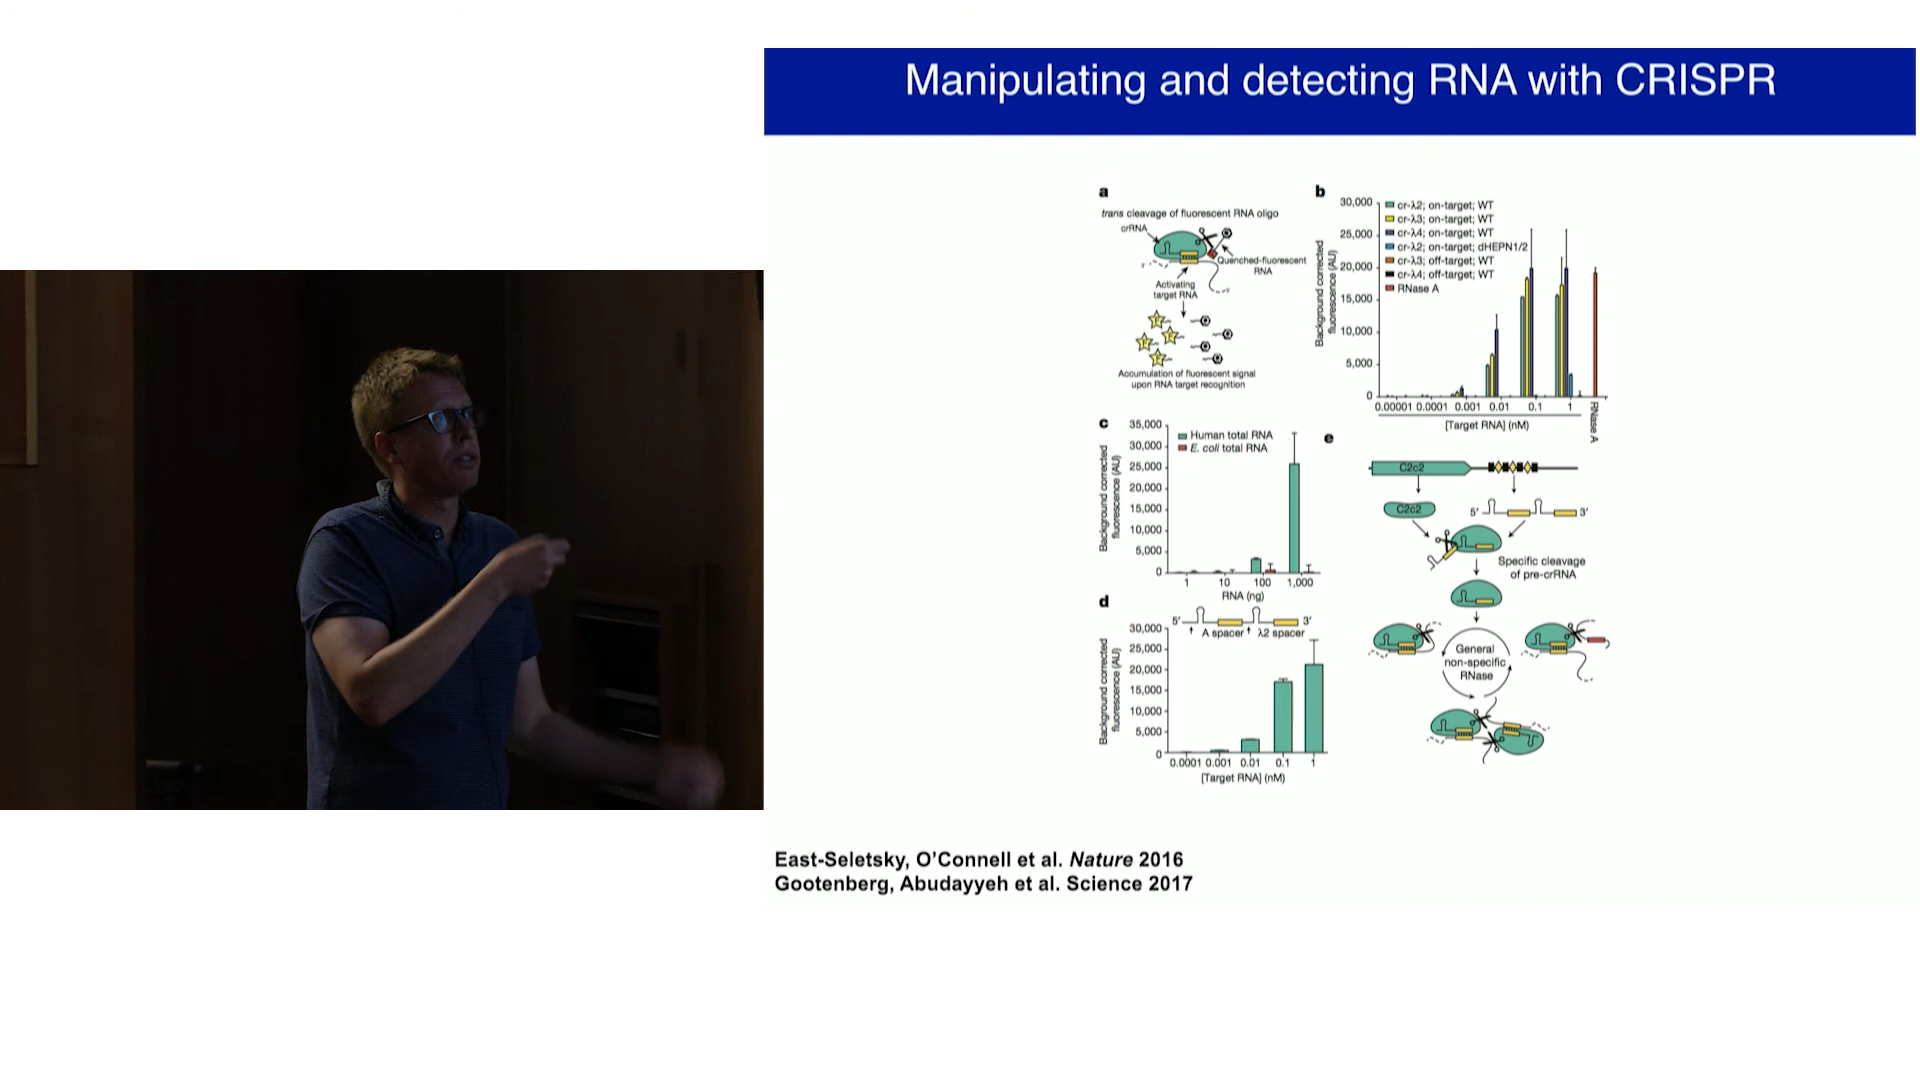 Manipulating and detecting RNA with CRISPR
a
trans cleavage of fluorescent RNA oligo
crRNA
Quenched-fluorescent
RNA
Activating
target RNA
F
F
F
F
Accumulation of fluorescent signal
upon RNA target recognition
b
Background corrected
fluorescence (AU)
30,000
25,000
20,000
15,000
10,000
5,000
0
cr-λ2; on-target; WT
cr-λ3; on-target; WT
cr-λ4; on-target; WT
cr-λ2; on-target; dHEPN1/2
cr-λ3; off-target; WT
cr-λ4; off-target; WT
RNase A
0.00001 0.0001 0.001 0.01 0.1 1
RNase A
[Target RNA] (nM)
c
Background corrected
fluorescence (AU)
35,000
30,000
25,000
20,000
15,000
10,000
5,000
0
Human total RNA
E. coli total RNA
1 10 100 1,000
RNA (ng)
d
5′ 3′
A spacer λ2 spacer
Background corrected
fluorescence (AU)
30,000
25,000
20,000
15,000
10,000
5,000
0
0.0001 0.001 0.01 0.1 1
[Target RNA] (nM)
e
C2c2
C2c2
5′ 3′
Specific cleavage
of pre-crRNA
General
non-specific
RNase
East-Seletsky, O’Connell et al. Nature 2016
Gootenberg, Abudayyeh et al. Science 2017